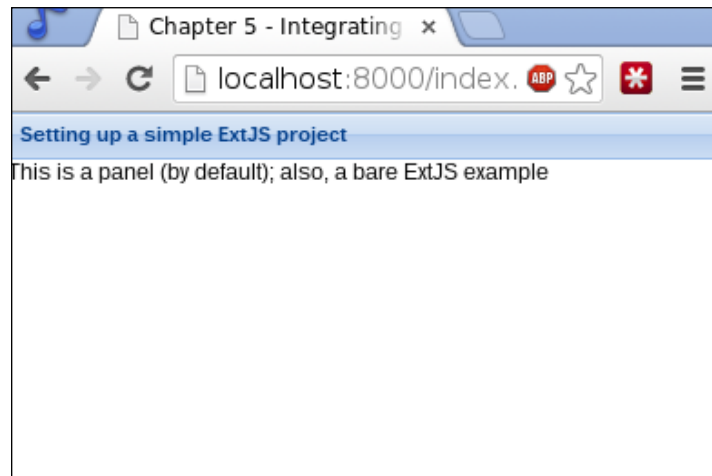 Chapter 5 - Integrating
localhost:8000/index.
ABP
Setting up a simple ExtJS project
This is a panel (by default); also, a bare ExtJS example